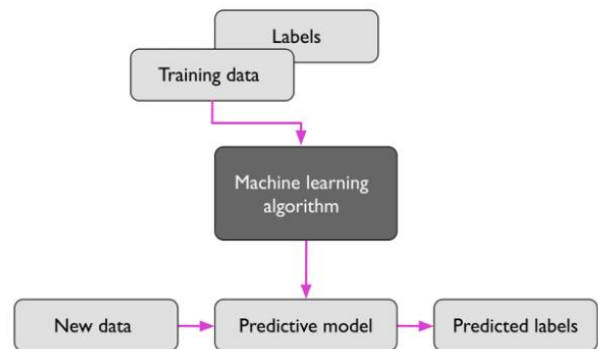 Labels
Training data
Machine learning
algorithm
New data
Predictive model
Predicted labels